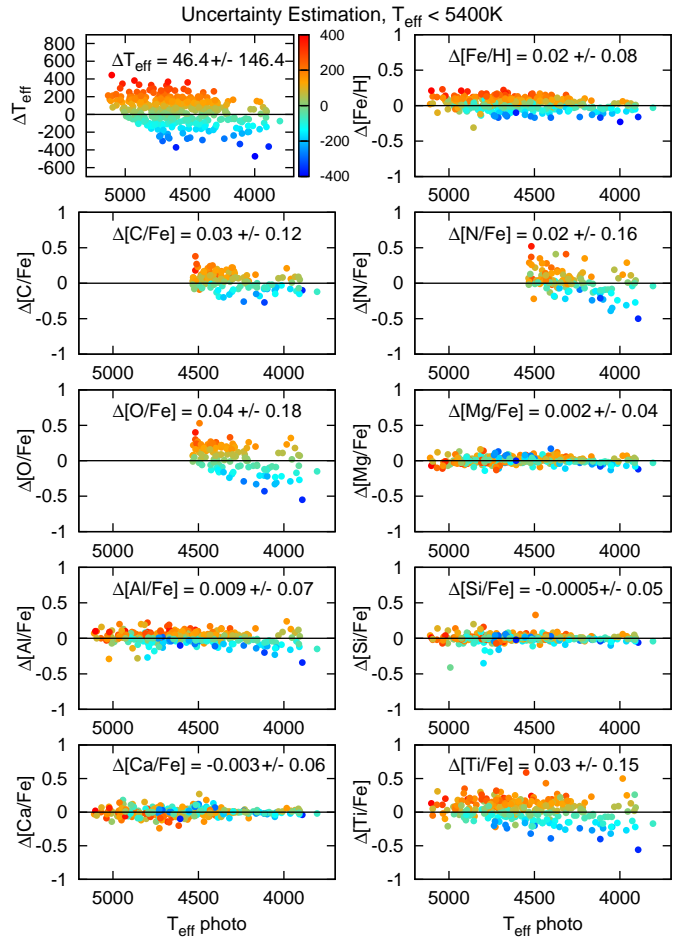 Uncertainty Estimation, T_eff < 5400K
ΔT_eff = 46.4 +/- 146.4
ΔT_eff
800
600
400
200
0
-200
-400
-600
5000 4500 4000
400
200
0
-200
-400
Δ[Fe/H] = 0.02 +/- 0.08
Δ[Fe/H]
1
0.5
0
-0.5
-1
5000 4500 4000
Δ[C/Fe] = 0.03 +/- 0.12
Δ[C/Fe]
1
0.5
0
-0.5
-1
5000 4500 4000
Δ[N/Fe] = 0.02 +/- 0.16
Δ[N/Fe]
1
0.5
0
-0.5
-1
5000 4500 4000
Δ[O/Fe] = 0.04 +/- 0.18
Δ[O/Fe]
1
0.5
0
-0.5
-1
5000 4500 4000
Δ[Mg/Fe] = 0.002 +/- 0.04
Δ[Mg/Fe]
1
0.5
0
-0.5
-1
5000 4500 4000
Δ[Al/Fe] = 0.009 +/- 0.07
Δ[Al/Fe]
1
0.5
0
-0.5
-1
5000 4500 4000
Δ[Si/Fe] = -0.0005 +/- 0.05
Δ[Si/Fe]
1
0.5
0
-0.5
-1
5000 4500 4000
Δ[Ca/Fe] = -0.003 +/- 0.06
Δ[Ca/Fe]
1
0.5
0
-0.5
-1
5000 4500 4000
T_eff photo
Δ[Ti/Fe] = 0.03 +/- 0.15
Δ[Ti/Fe]
1
0.5
0
-0.5
-1
5000 4500 4000
T_eff photo